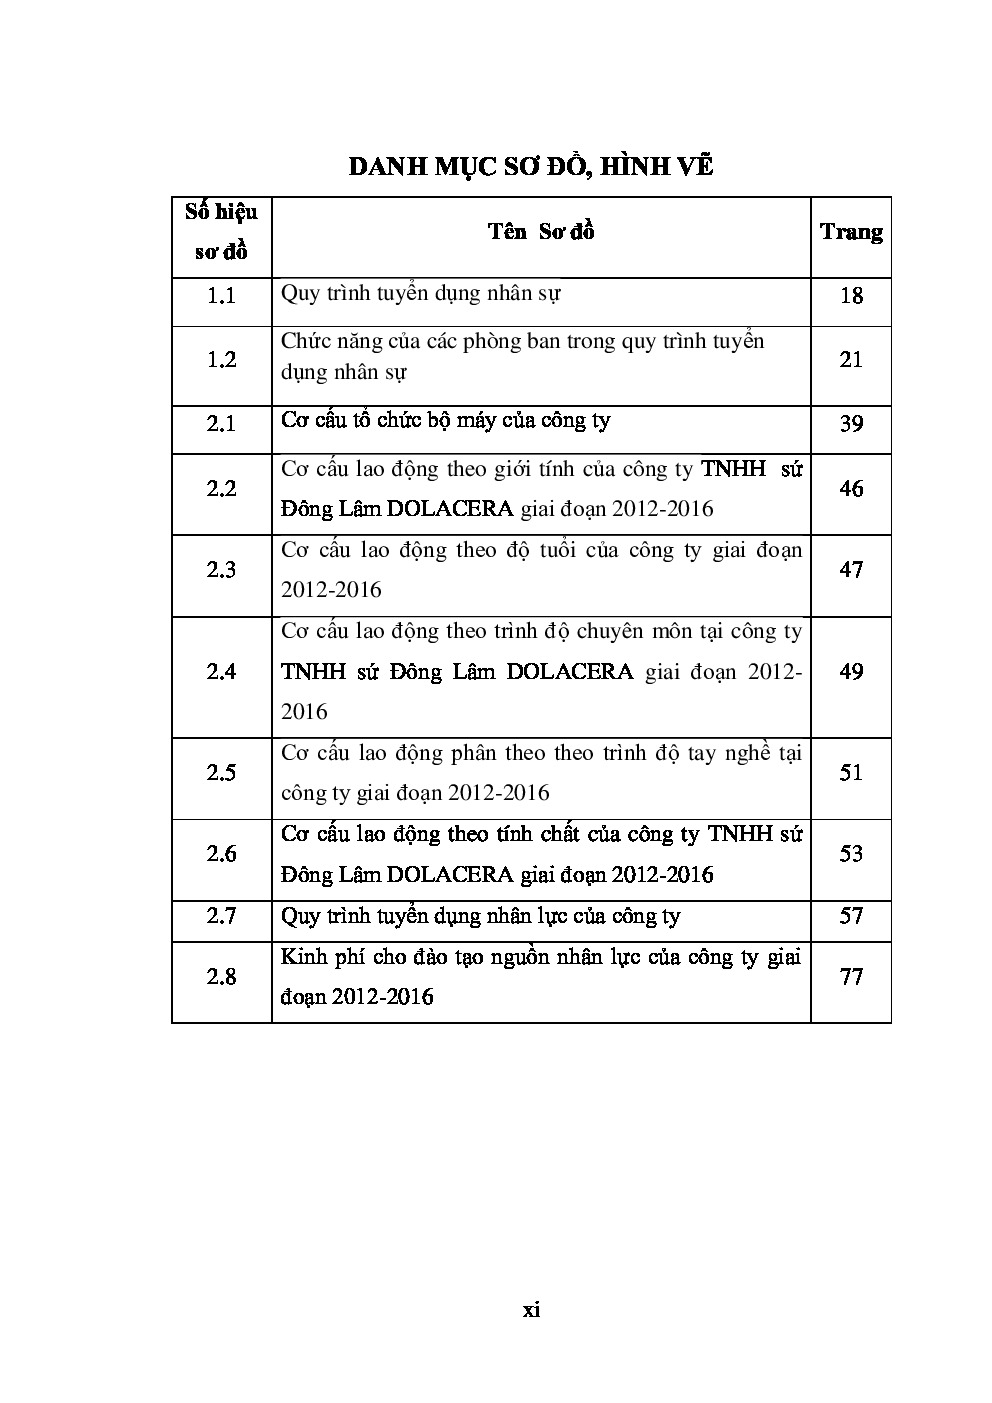 DANH MỤC SƠ ĐỒ, HÌNH VẼ
Số hiệu
sơ đồ
Tên Sơ đồ
Trang
1.1
Quy trình tuyển dụng nhân sự
18
1.2
Chức năng của các phòng ban trong quy trình tuyển
dụng nhân sự
21
2.1
Cơ cấu tổ chức bộ máy của công ty
39
2.2
Cơ cấu lao động theo giới tính của công ty TNHH sứ
Đông Lâm DOLACERA giai đoạn 2012-2016
46
2.3
Cơ cấu lao động theo độ tuổi của công ty giai đoạn
2012-2016
47
2.4
Cơ cấu lao động theo trình độ chuyên môn tại công ty
TNHH sứ Đông Lâm DOLACERA giai đoạn 2012-
2016
49
2.5
Cơ cấu lao động phân theo theo trình độ tay nghề tại
công ty giai đoạn 2012-2016
51
2.6
Cơ cấu lao động theo tính chất của công ty TNHH sứ
Đông Lâm DOLACERA giai đoạn 2012-2016
53
2.7
Quy trình tuyển dụng nhân lực của công ty
57
2.8
Kinh phí cho đào tạo nguồn nhân lực của công ty giai
đoạn 2012-2016
77
xi